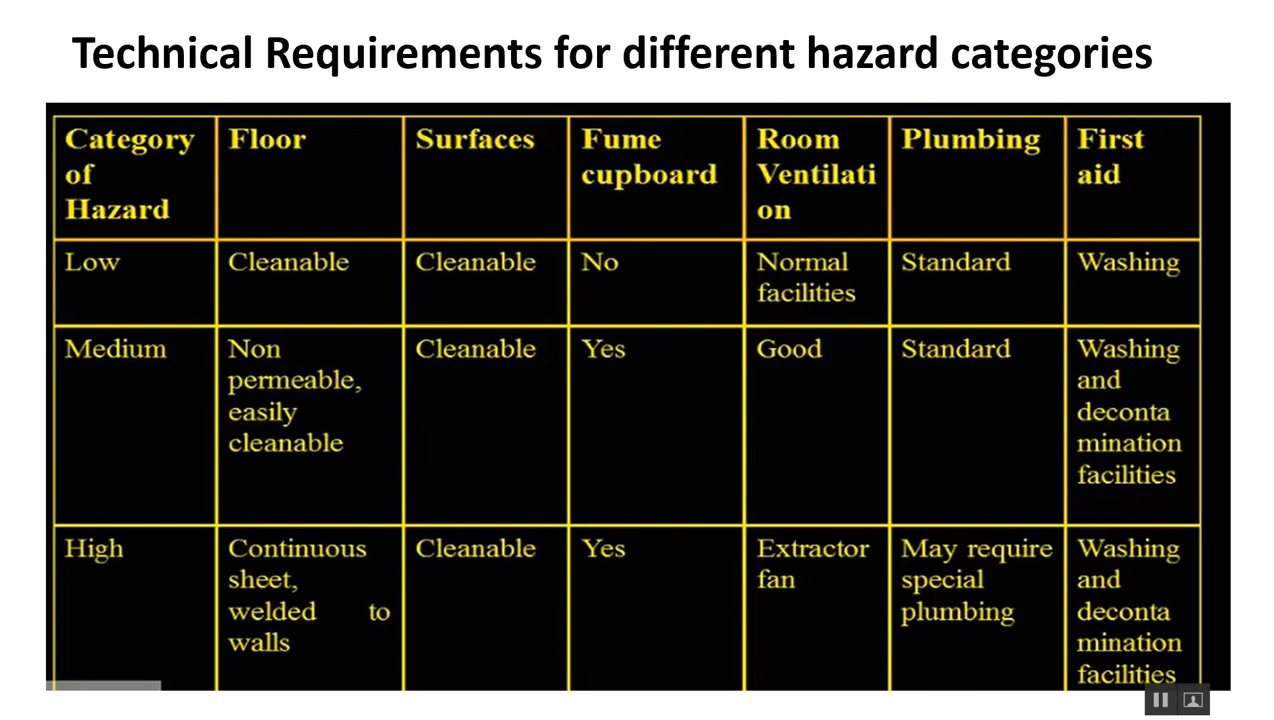 Technical Requirements for different hazard categories
Category of Hazard Floor Surfaces Fume cupboard Room Ventilati on Plumbing First aid
Low Cleanable Cleanable No Normal facilities Standard Washing
Medium Non permeable, easily cleanable Cleanable Yes Good Standard Washing and deconta mination facilities
High Continuous sheet, welded to walls Cleanable Yes Extractor fan May require special plumbing Washing and deconta mination facilities